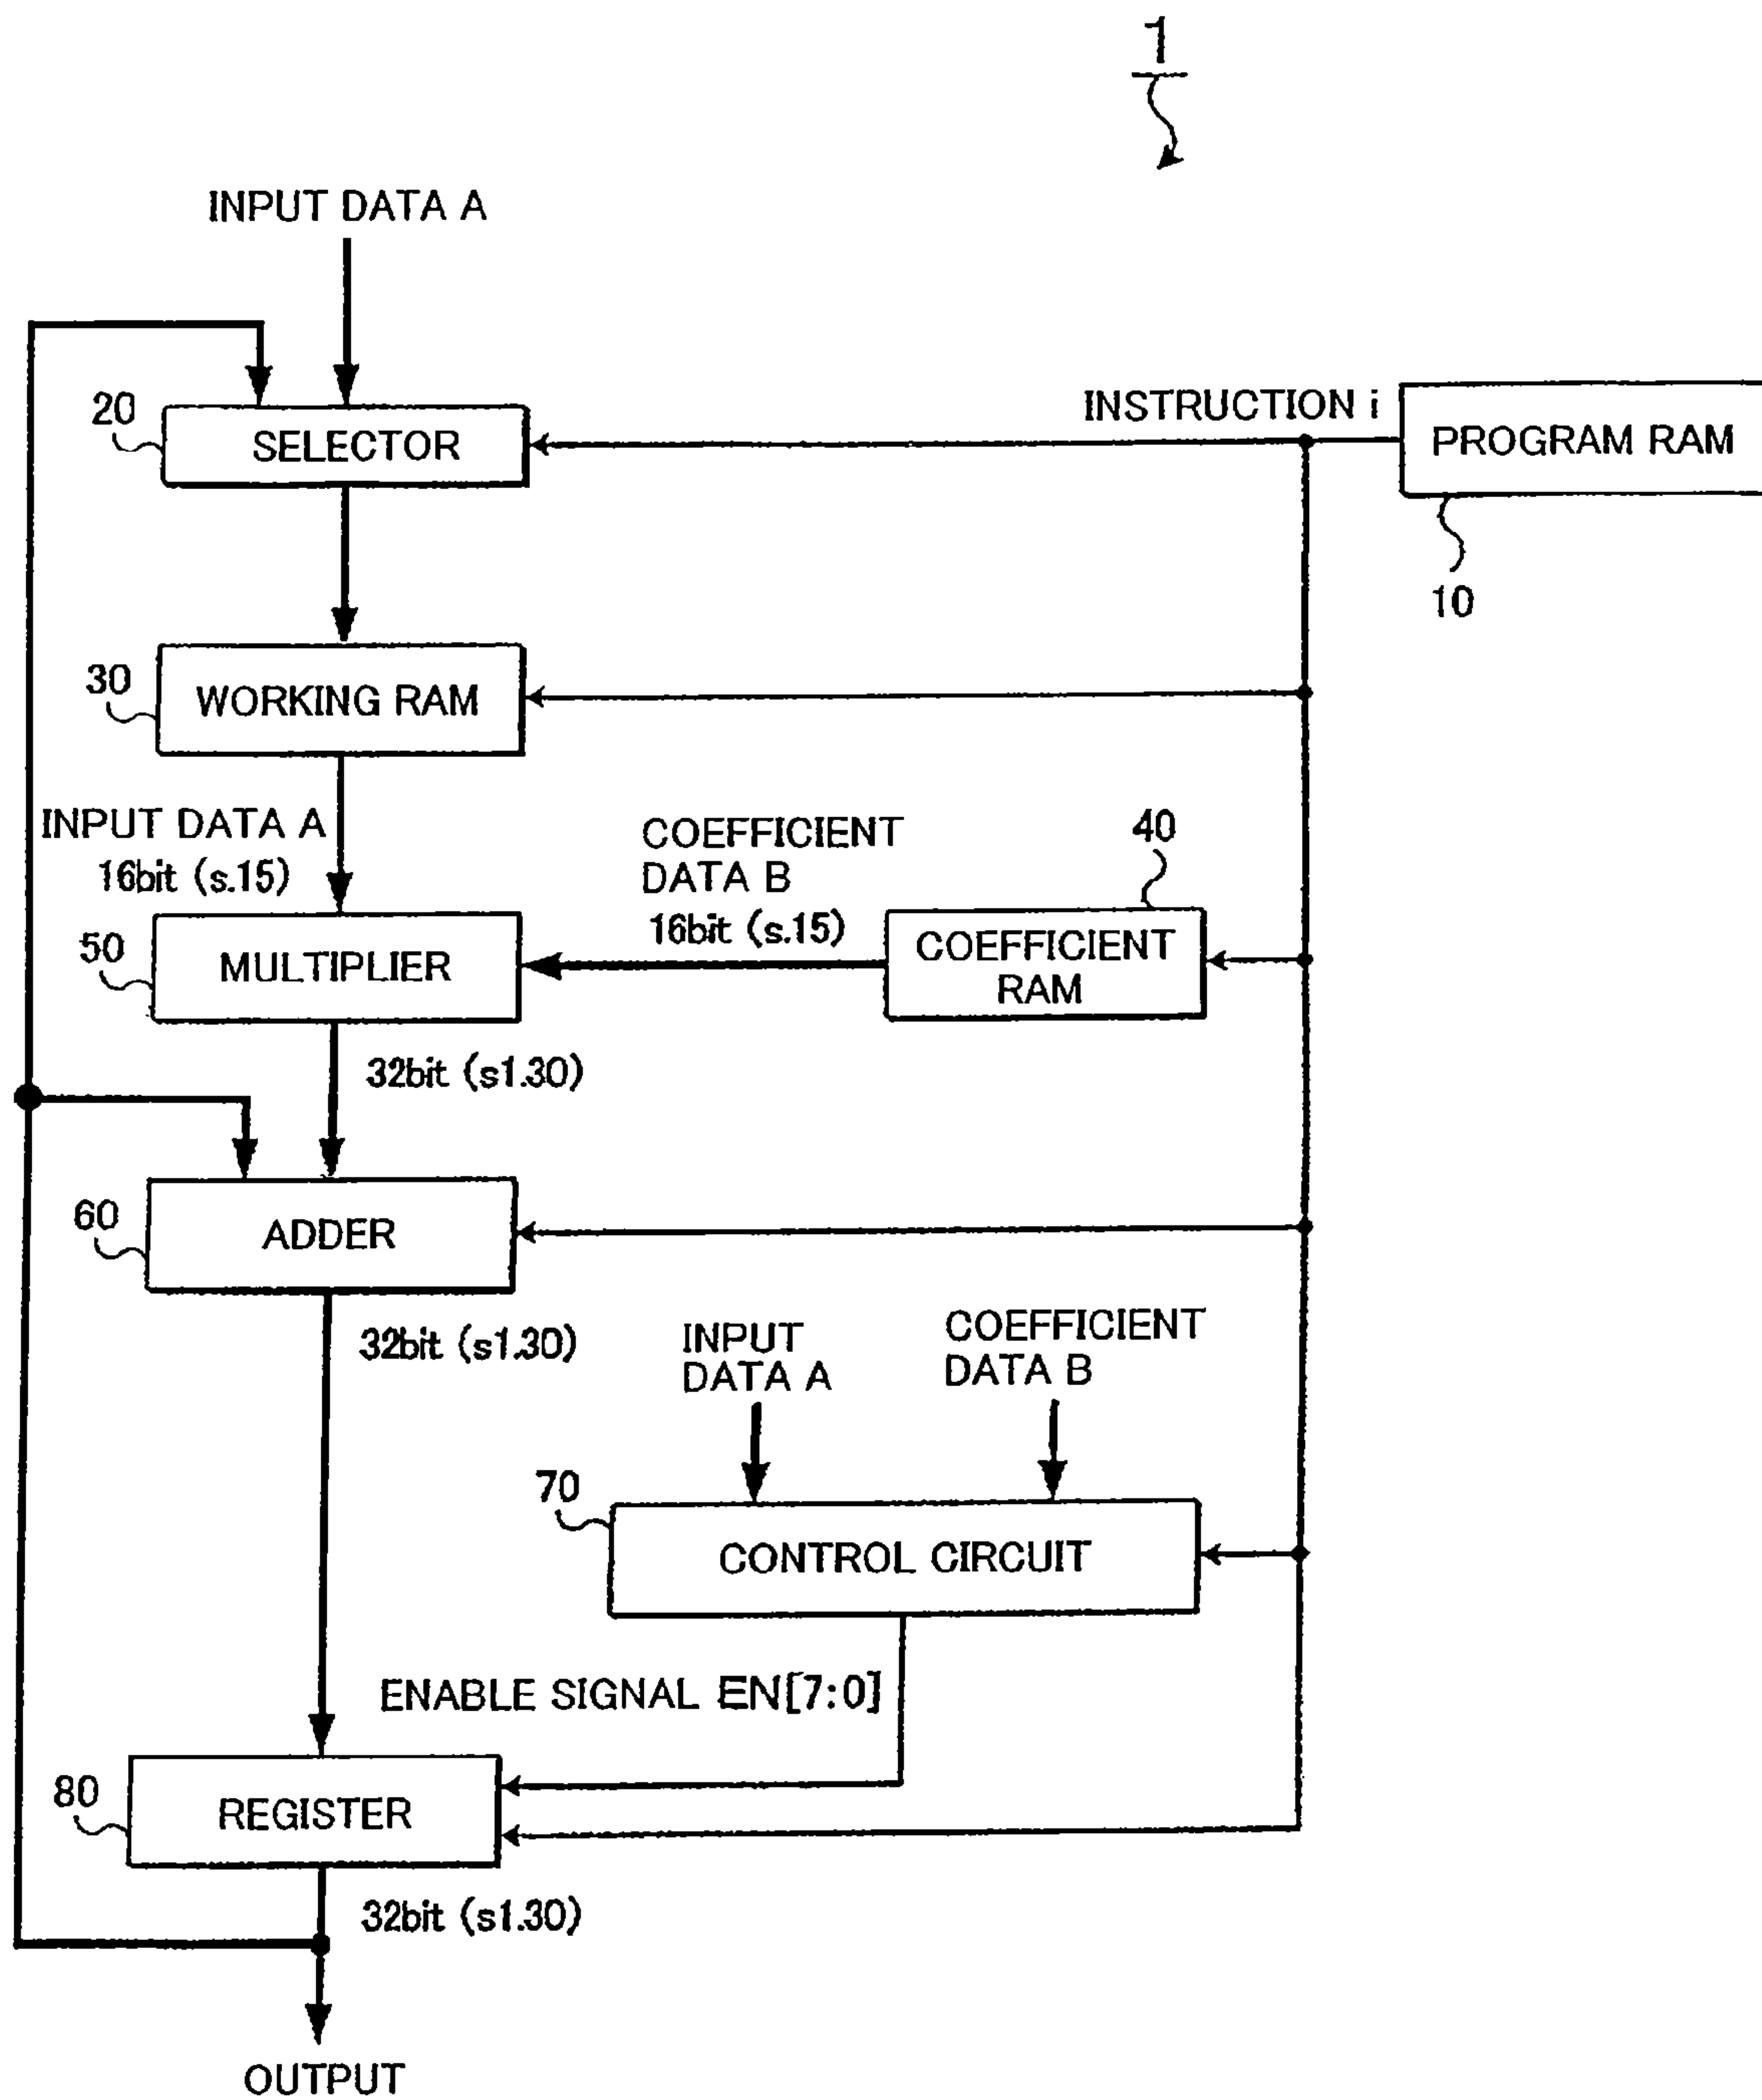 1
INPUT DATA A
20
SELECTOR
INSTRUCTION i
PROGRAM RAM
10
30
WORKING RAM
INPUT DATA A
16bit (s.15)
COEFFICIENT
DATA B
16bit (s.15)
40
50
MULTIPLIER
COEFFICIENT
RAM
32bit (s1.30)
60
ADDER
32bit (s1.30)
INPUT
DATA A
COEFFICIENT
DATA B
70
CONTROL CIRCUIT
ENABLE SIGNAL EN[7:0]
80
REGISTER
32bit (s1.30)
OUTPUT